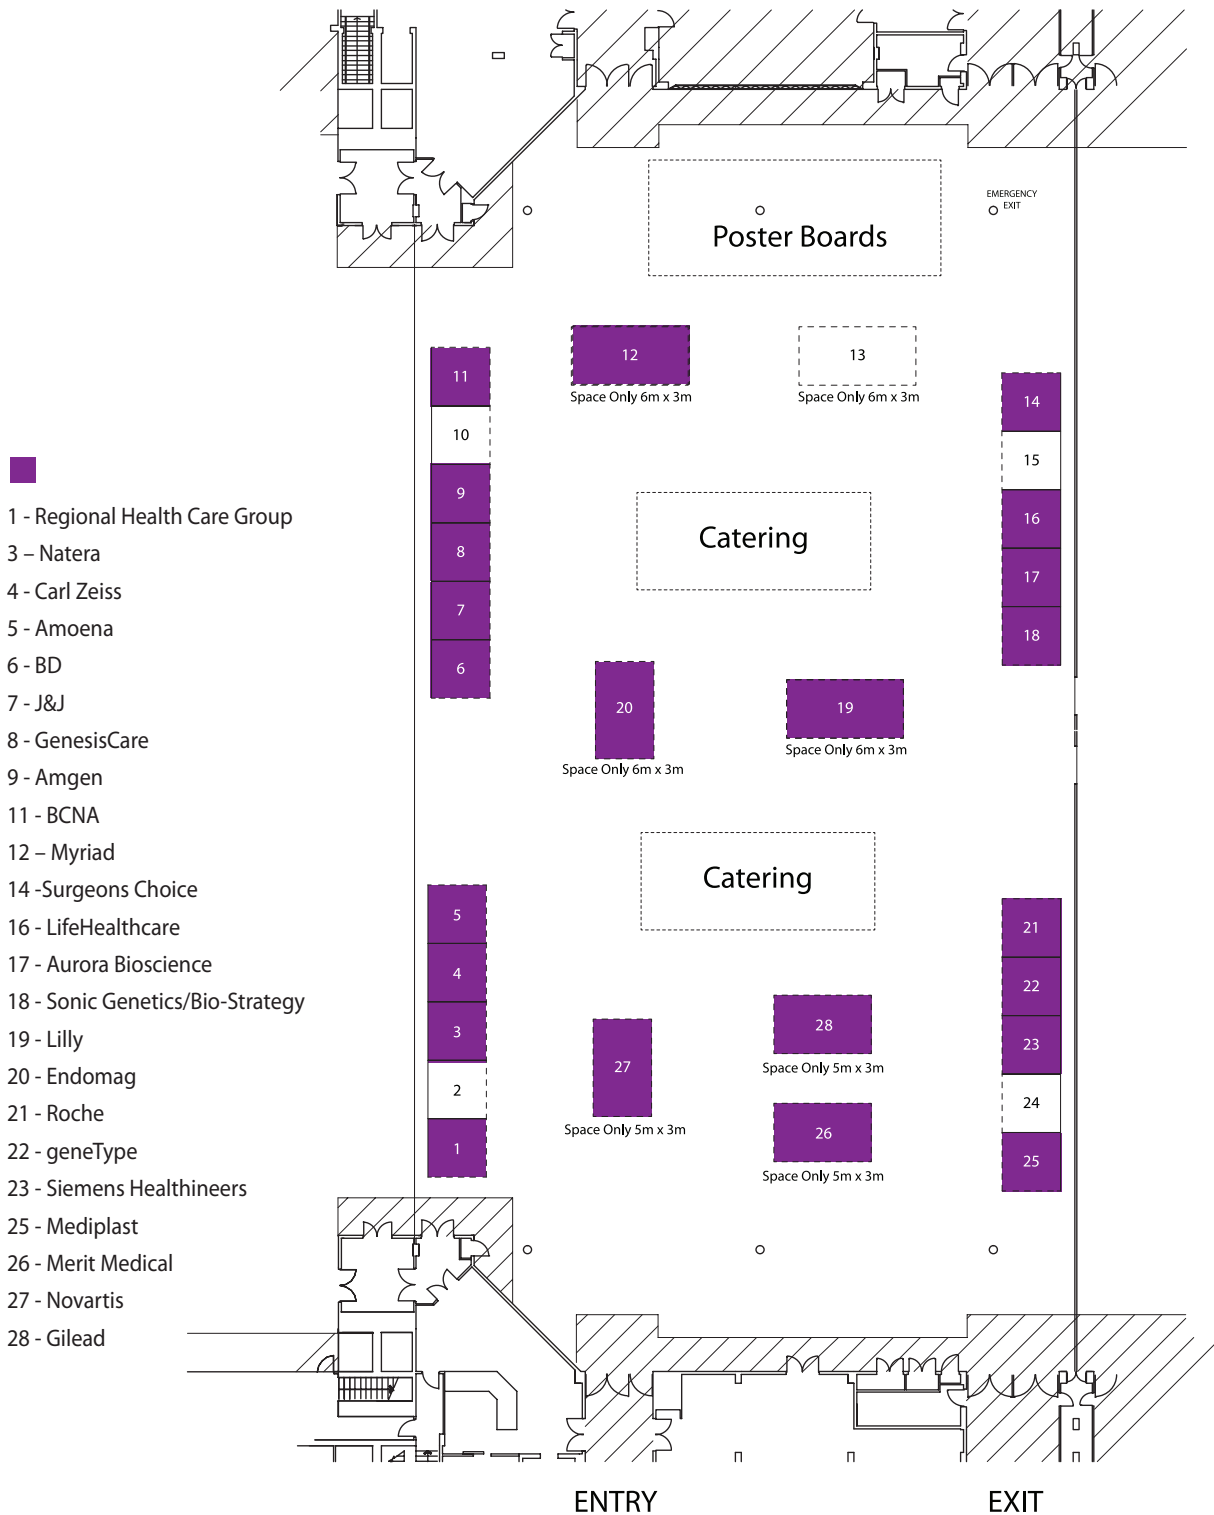 Poster Boards
EMERGENCY
EXIT
12
13
Space Only 6m x 3m
Space Only 6m x 3m
11
10
9
8
7
6
14
15
16
17
18
Catering
20
Space Only 6m x 3m
19
Space Only 6m x 3m
Catering
1 - Regional Health Care Group
3 – Natera
4 - Carl Zeiss
5 - Amoena
6 - BD
7 - J&J
8 - GenesisCare
9 - Amgen
11 - BCNA
12 – Myriad
14 -Surgeons Choice
16 - LifeHealthcare
17 - Aurora Bioscience
18 - Sonic Genetics/Bio-Strategy
19 - Lilly
20 - Endomag
21 - Roche
22 - geneType
23 - Siemens Healthineers
25 - Mediplast
26 - Merit Medical
27 - Novartis
28 - Gilead
5
4
3
2
1
27
Space Only 5m x 3m
28
Space Only 5m x 3m
26
Space Only 5m x 3m
21
22
23
24
25
ENTRY
EXIT